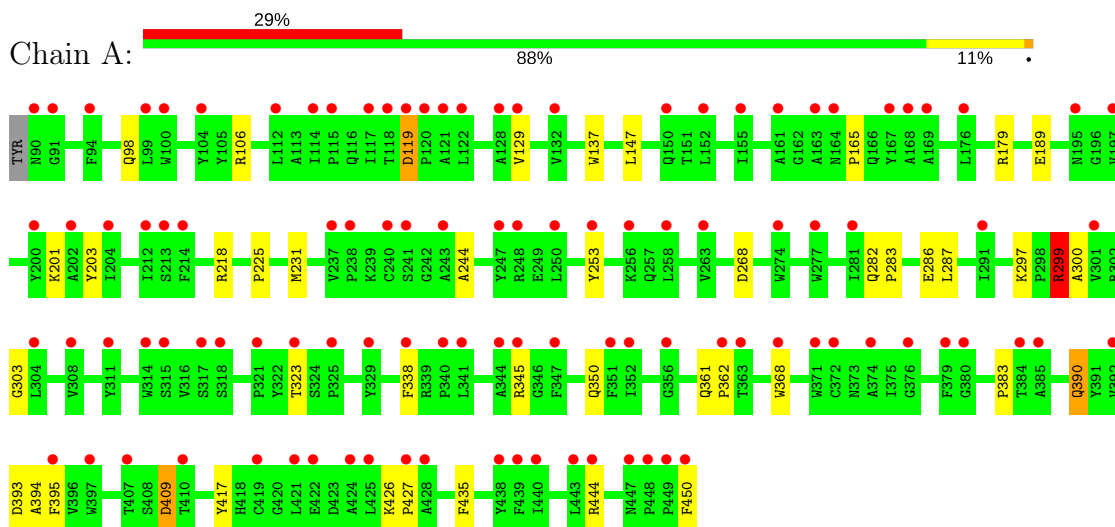 29%
Chain A:
88% 11% •
TYR N90 G91 F94 Q98 L99 W100 Y104 Y105 R106 L112 A113 I114 P115 Q116 I117 T118 D119 P120 A121 L122 A128 V129 V132 W137 L147 Q150 T151 L152 I155 A161 G162 A163 N164 P165 Q166 Y167 A168 A169 L176 R179 E189 N195 G196
Y200 K201 A202 Y203 I204 I212 S213 F214 R218 P225 M231 V237 P238 K239 C240 S241 G242 A243 A244 Y247 R248 E249 L250 Y253 K256 Q257 L258 V263 D268 W274 W277 I281 Q282 P283 E286 L287 I291 K297 P298 R299 A300 V301
G303 L304 V308 Y311 W314 S315 V316 S317 S318 P321 Y322 T323 S324 P325 Y329 F338 R339 P340 L341 A344 R345 G346 F347 Q350 F351 I352 G356 Q361 P362 T363 W368 W371 C372 N373 A374 I375 G376 F379 G380 P383 T384 A385 Q390 Y391
D393 A394 F395 V396 W397 T407 S408 D409 T410 Y417 H418 C419 G420 L421 E422 D423 A424 L425 K426 P427 A428 F435 Y438 F439 I440 L443 R444 N447 P448 P449 F450